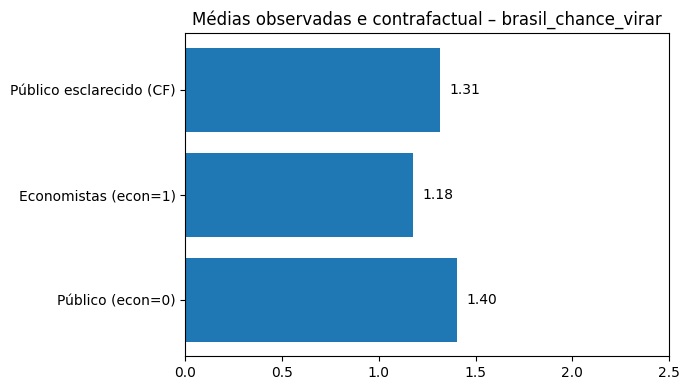 Médias observadas e contrafactual – brasil_chance_virar
Público esclarecido (CF)
1.31
Economistas (econ=1)
1.18
Público (econ=0)
1.40
0.0
0.5
1.0
1.5
2.0
2.5